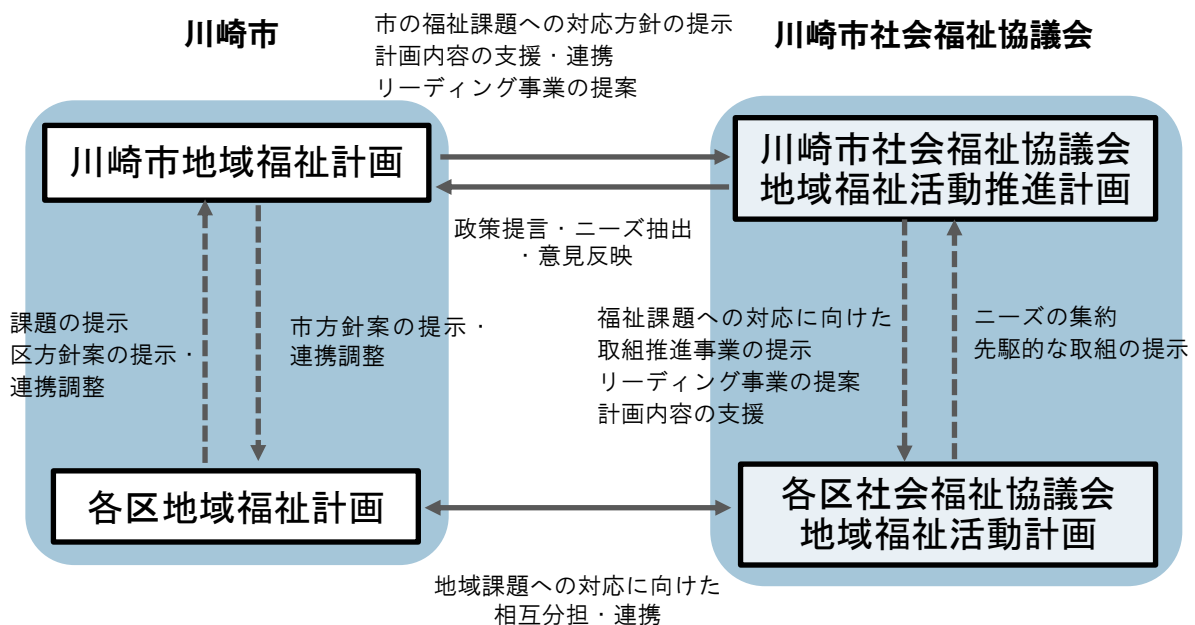 川崎市
市の福祉課題への対応方針の提示
計画内容の支援・連携
リーディング事業の提案
川崎市社会福祉協議会
川崎市地域福祉計画
川崎市社会福祉協議会
地域福祉活動推進計画
政策提言・ニーズ抽出
・意見反映
課題の提示
区方針案の提示・
連携調整
市方針案の提示・
連携調整
福祉課題への対応に向けた
取組推進事業の提示
リーディング事業の提案
計画内容の支援
ニーズの集約
先駆的な取組の提示
各区地域福祉計画
各区社会福祉協議会
地域福祉活動計画
地域課題への対応に向けた
相互分担・連携